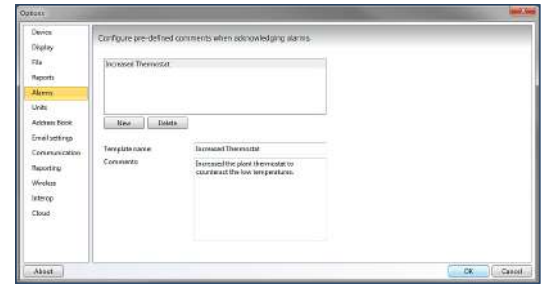 Options
Device
Display
File
Reports
Alarms
Units
Address Book
Email settings
Communication
Reporting
Wireless
Interop
Cloud
Configure pre-defined comments when acknowledging alarms.
Increased Thermostat
New Delete
Template name Increased Thermostat
Comments Increased the plant thermostat to
counteract the low temperatures.
About OK Cancel